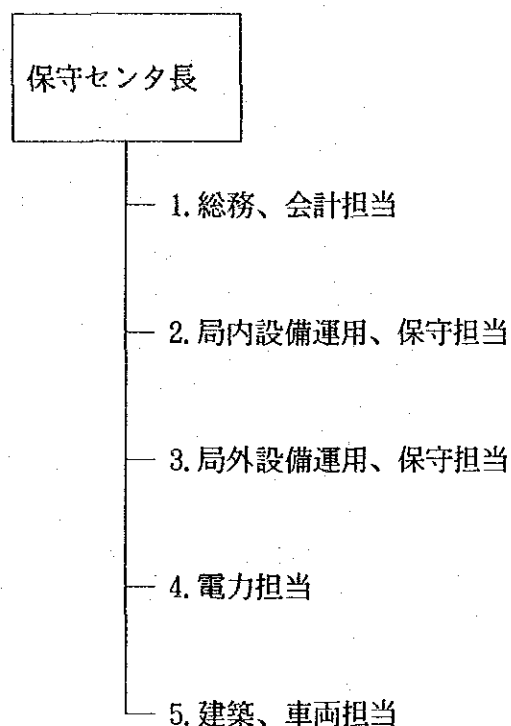 保守センタ長
1. 総務、会計担当
2. 局内設備運用、保守担当
3. 局外設備運用、保守担当
4. 電力担当
5. 建築、車両担当